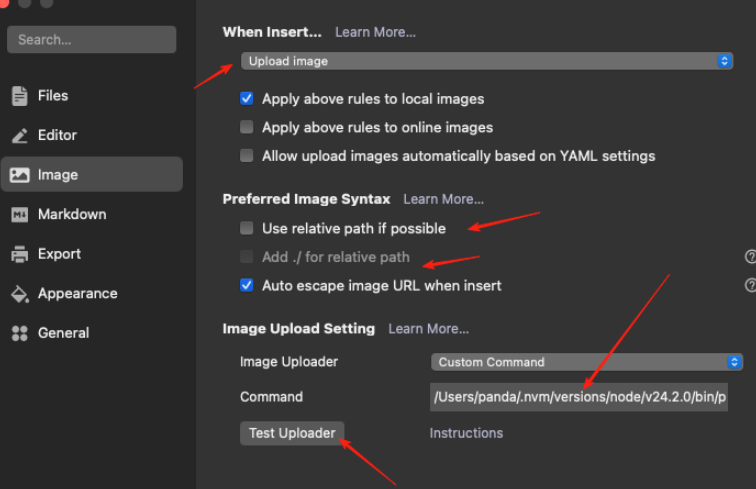 Search...
Files
Editor
Image
Markdown
Export
Appearance
General
When Insert... Learn More...
Upload image
Apply above rules to local images
Apply above rules to online images
Allow upload images automatically based on YAML settings
Preferred Image Syntax Learn More...
Use relative path if possible
Add ./ for relative path
Auto escape image URL when insert
Image Upload Setting Learn More...
Image Uploader Custom Command
Command /Users/panda/.nvm/versions/node/v24.2.0/bin/p
Test Uploader Instructions